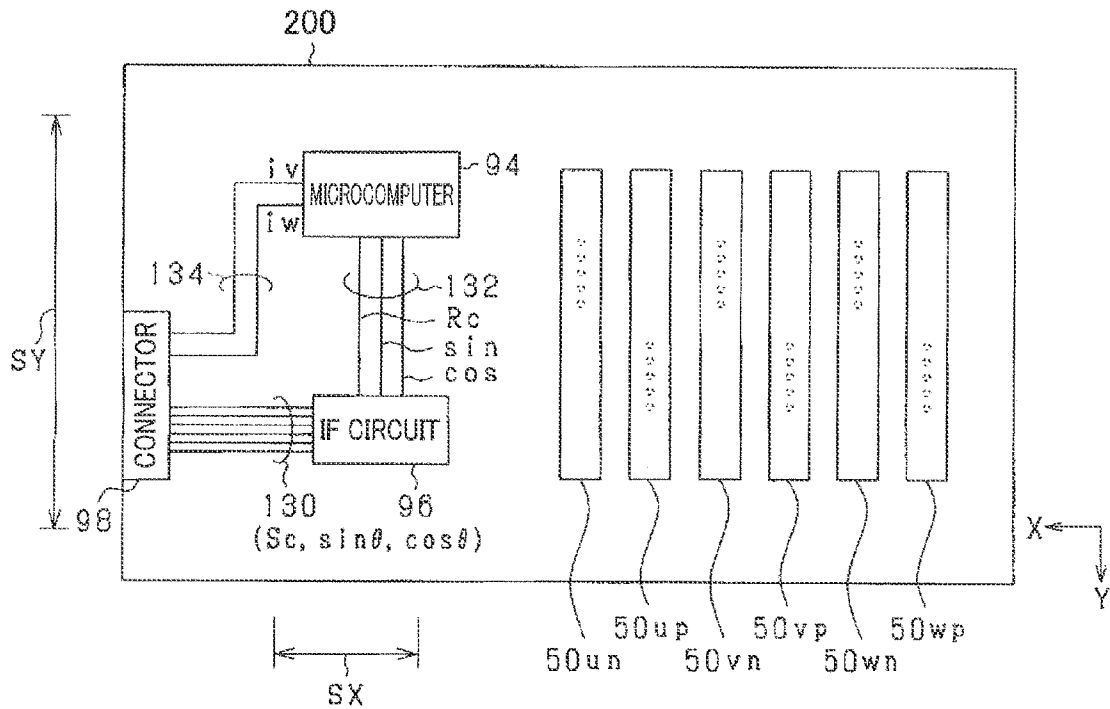 200
iv
MICROCOMPUTER
94
iw
134
132
Rc
sin
cos
SY
CONNECTOR
IF CIRCUIT
98
130
96
(Sc, sinθ, cosθ)
X
Y
50up
50vp
50wp
50un
50vn
50wn
SX